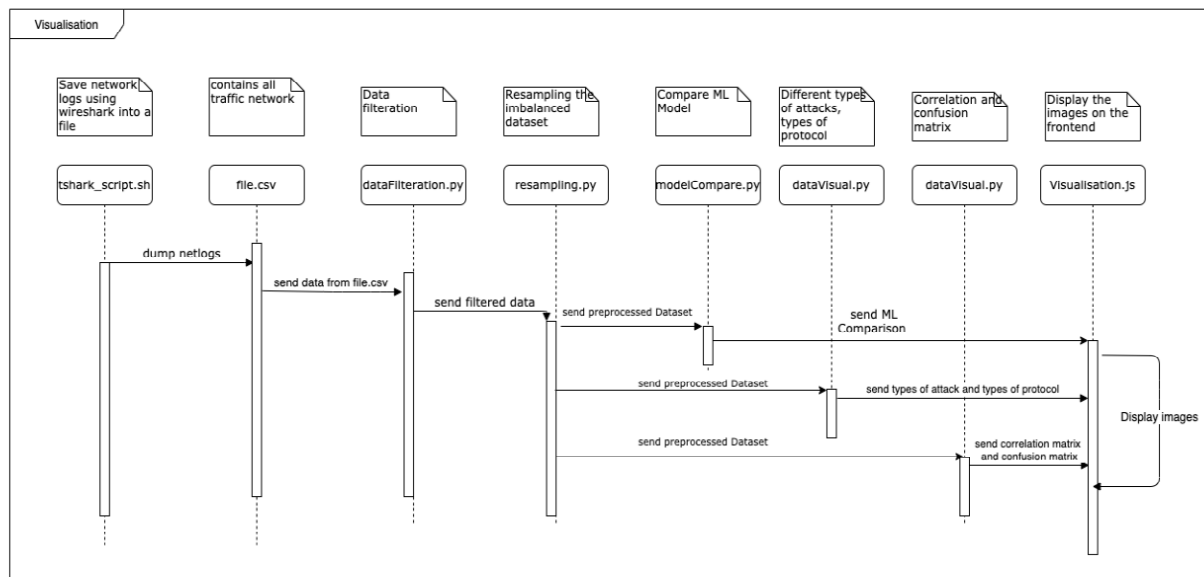 Visualisation
Save network
logs using
wireshark into a
file
contains all
traffic network
Data
filteration
Resampling the
imbalanced
dataset
Compare ML
Model
Different types
of attacks,
types of
protocol
Correlation and
confusion
matrix
Display the
images on the
frontend
tshark_script.sh
file.csv
dataFilteration.py
resampling.py
modelCompare.py
dataVisual.py
dataVisual.py
Visualisation.js
dump netlogs
send data from file.csv
send filtered data
send preprocessed Dataset
send ML
Comparison
send preprocessed Dataset
send types of attack and types of protocol
Display images
send preprocessed Dataset
send correlation matrix
and confusion matrix